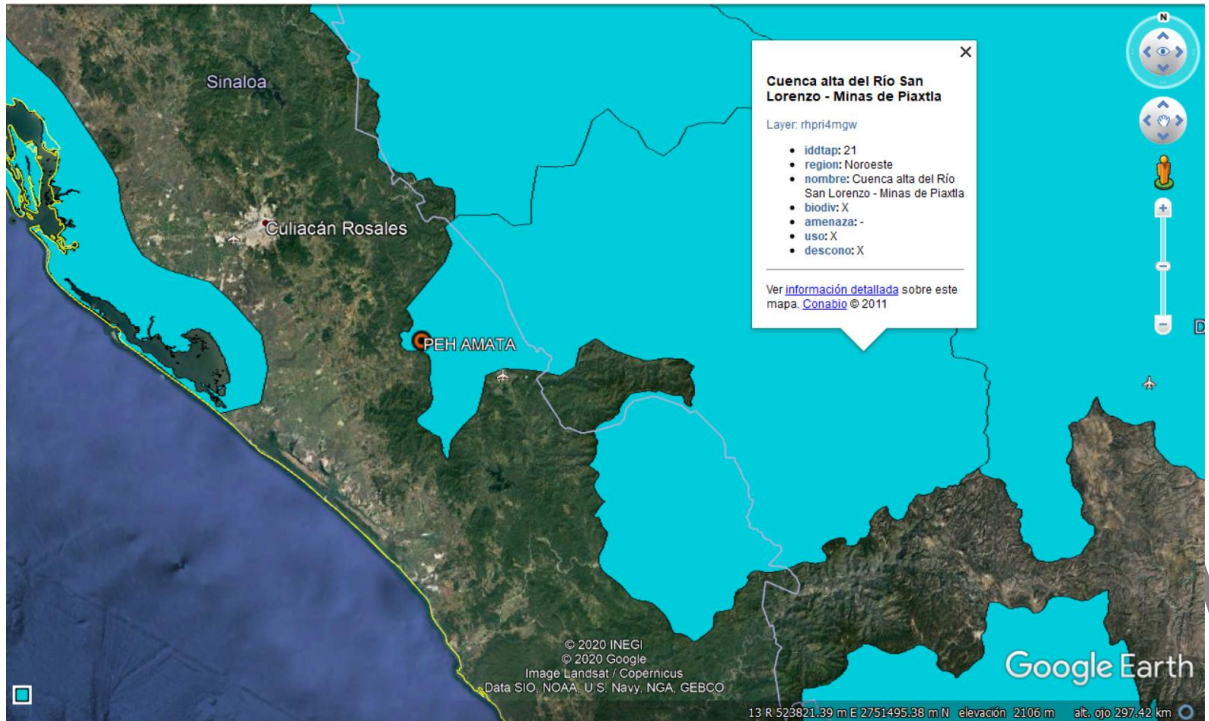 N
Sinaloa
Culiacán Rosales
PEH AMATA
Cuenca alta del Río San
Lorenzo - Minas de Piaxtla
Layer: rhpri4mgw
iddtap: 21
region: Noroeste
nombre: Cuenca alta del Río
San Lorenzo - Minas de Piaxtla
biodiv: X
amenaza: -
uso: X
descono: X
Ver información detallada sobre este
mapa. Conabio © 2011
D
© 2020 INEGI
© 2020 Google
Image Landsat / Copernicus
Data SIO, NOAA, U.S. Navy, NGA, GEBCO
Google Earth
13 R 523821.39 m E 2751495.38 m N elevación 2106 m alt. ojo 297.42 km